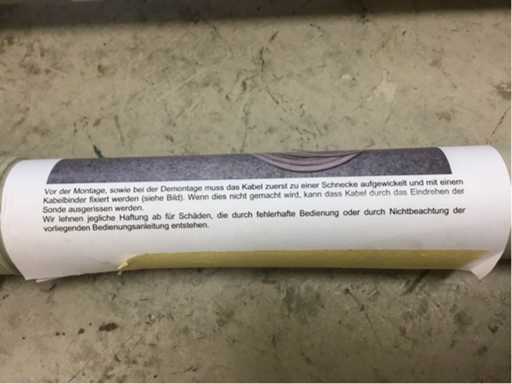 Vor der Montage, sowie bei der Demontage muss das Kabel zuerst zu einer Schnecke aufgewickelt und mit einem
Kabelbinder fixiert werden (siehe Bild). Wenn dies nicht gemacht wird, kann dass Kabel durch das Eindrehen der
Sonde ausgerissen werden.
Wir lehnen jegliche Haftung ab für Schäden, die durch fehlerhafte Bedienung oder durch Nichtbeachtung der
vorliegenden Bedienungsanleitung entstehen.